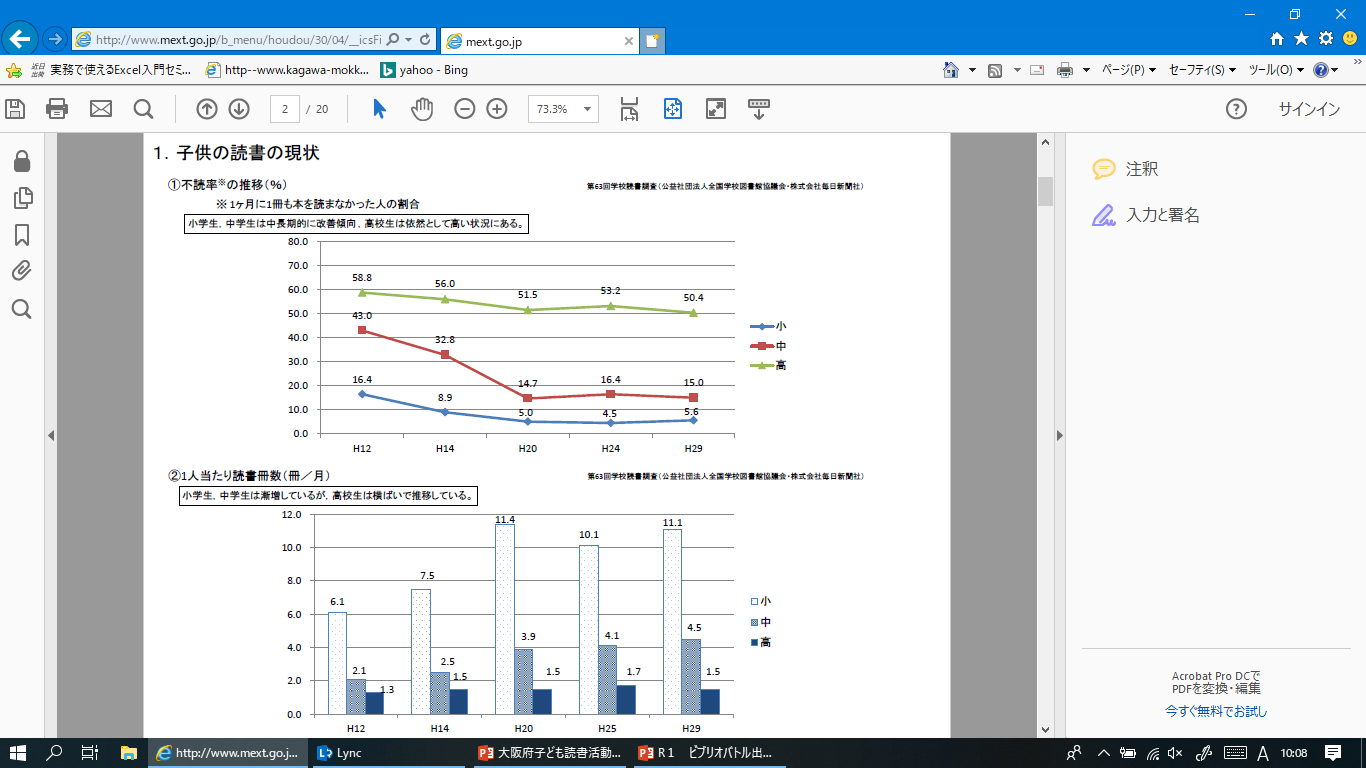 http://www.mext.go.jp/b_menu/houdou/30/04/__icsFi
mext.go.jp
近日出荷 実務で使えるExcel入門セミ...
http--www.kagawa-mokk...
yahoo - Bing
ページ(P)
セーフティ(S)
ツール(O)
2 / 20
73.3%
サインイン
1．子供の読書の現状
①不読率※の推移（%）
第63回学校読書調査（公益社団法人全国学校図書館協議会・株式会社毎日新聞社）
※ 1ヶ月に1冊も本を読まなかった人の割合
小学生，中学生は中長期的に改善傾向，高校生は依然として高い状況にある。
80.0
70.0
60.0
50.0
40.0
30.0
20.0
10.0
0.0
58.8 56.0 51.5 53.2 50.4
43.0 32.8 14.7 16.4 15.0
16.4 8.9 5.0 4.5 5.6
H12 H14 H20 H24 H29
小
中
高
②1人当たり読書冊数（冊／月）
第63回学校読書調査（公益社団法人全国学校図書館協議会・株式会社毎日新聞社）
小学生，中学生は漸増しているが，高校生は横ばいで推移している。
12.0
10.0
8.0
6.0
4.0
2.0
0.0
6.1 2.1 1.3
7.5 2.5 1.5
11.4 3.9 1.5
10.1 4.1 1.7
11.1 4.5 1.5
H12 H14 H20 H25 H29
小
中
高
注釈
入力と署名
Acrobat Pro DCで
PDFを変換・編集
今すぐ無料でお試し
http://www.mext.go.j...
Lync
大阪府子ども読書活動...
R１　ビブリオバトル出...
A
10:08